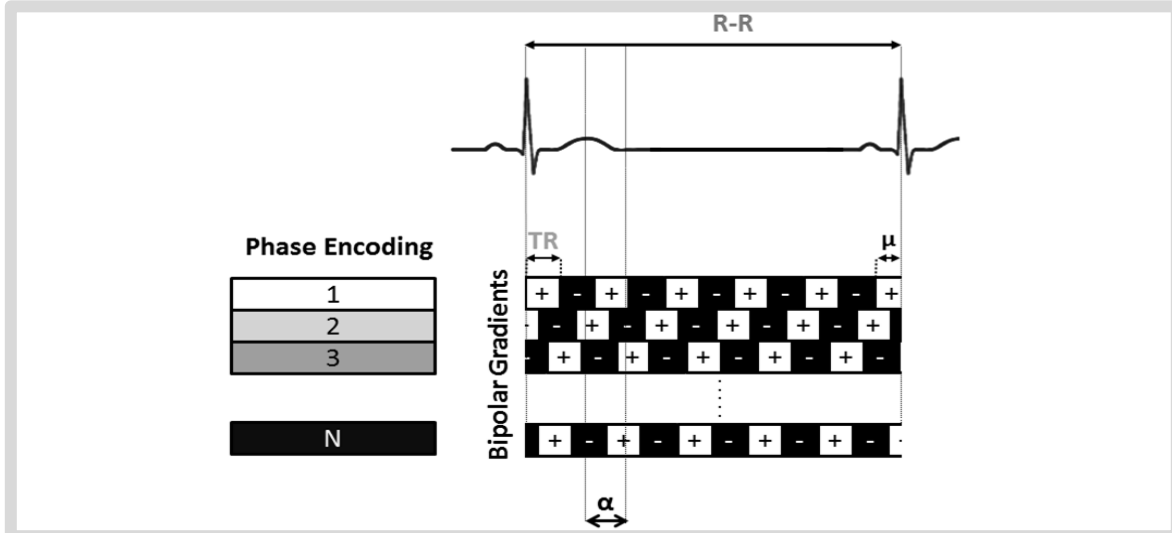 R-R
Phase Encoding
TR
μ
Bipolar Gradients
1
+ - + - + - + - + - +
2
- + - + - + - + - +
3
- + - + - + - + - + -
N
+ - + - + - + - + -
α